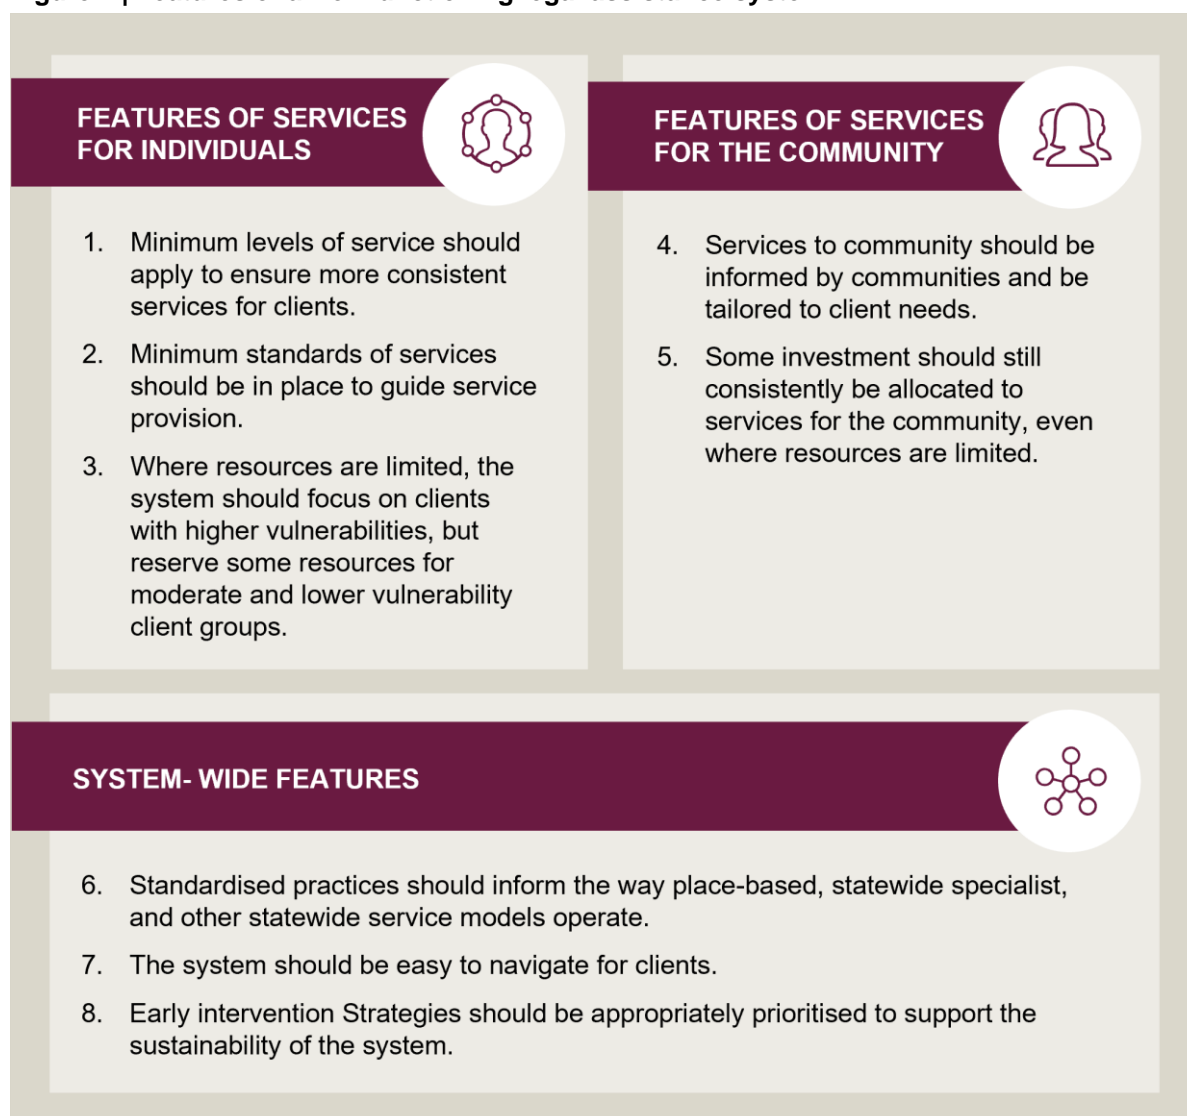 FEATURES OF SERVICES
FOR INDIVIDUALS
1. Minimum levels of service should
apply to ensure more consistent
services for clients.
2. Minimum standards of services
should be in place to guide service
provision.
3. Where resources are limited, the
system should focus on clients
with higher vulnerabilities, but
reserve some resources for
moderate and lower vulnerability
client groups.
FEATURES OF SERVICES
FOR THE COMMUNITY
4. Services to community should be
informed by communities and be
tailored to client needs.
5. Some investment should still
consistently be allocated to
services for the community, even
where resources are limited.
SYSTEM- WIDE FEATURES
6. Standardised practices should inform the way place-based, statewide specialist,
and other statewide service models operate.
7. The system should be easy to navigate for clients.
8. Early intervention Strategies should be appropriately prioritised to support the
sustainability of the system.